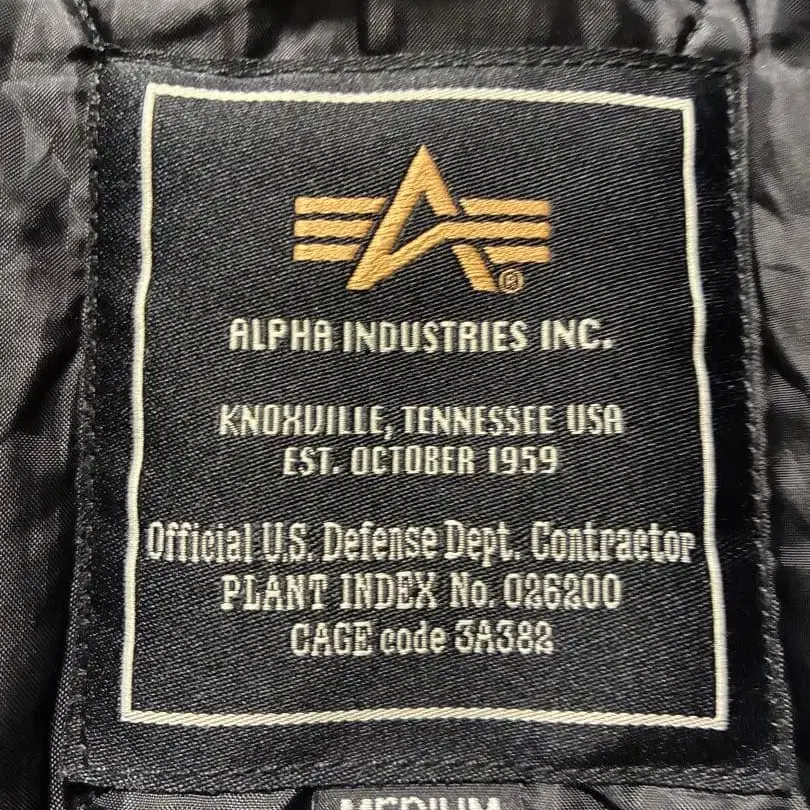 ®
ALPHA INDUSTRIES INC.
KNOXVILLE, TENNESSEE USA
EST. OCTOBER 1959
Official U.S. Defense Dept. Contractor
PLANT INDEX No. 026200
CAGE code 3A382
MEDIUM